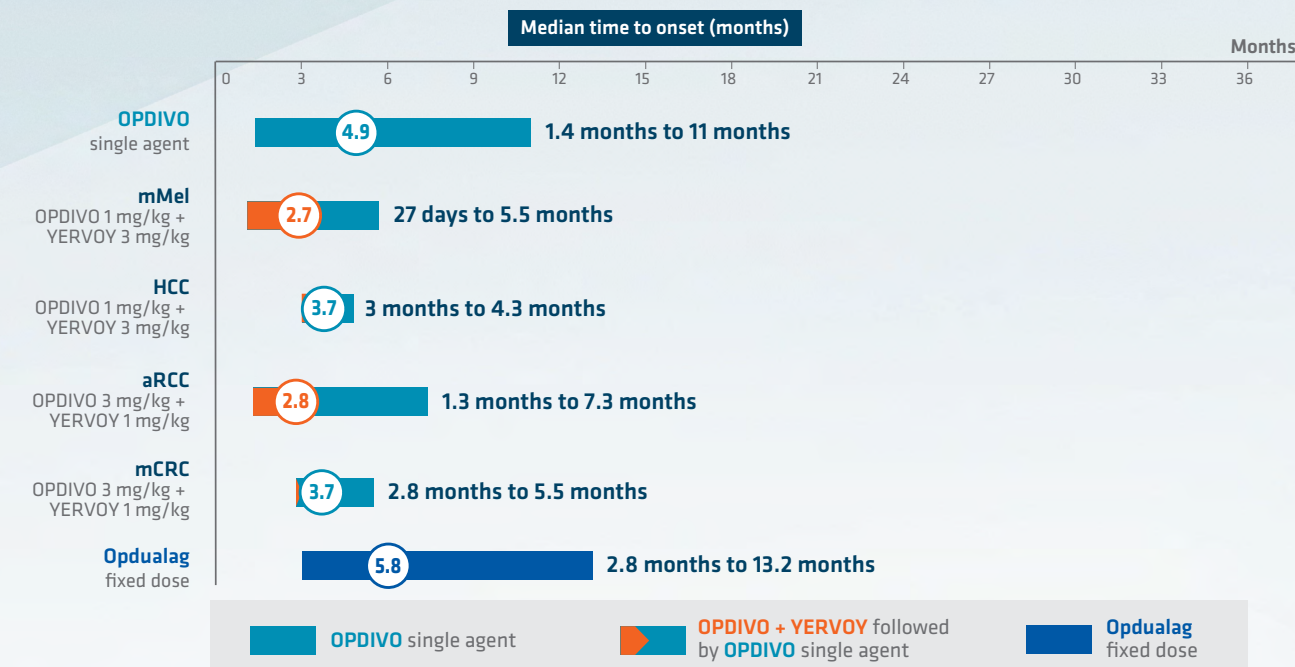 Median time to onset (months)
Months
0 3 6 9 12 15 18 21 24 27 30 33 36
OPDIVO
single agent
4.9
1.4 months to 11 months
mMel
OPDIVO 1 mg/kg +
YERVOY 3 mg/kg
2.7
27 days to 5.5 months
HCC
OPDIVO 1 mg/kg +
YERVOY 3 mg/kg
3.7
3 months to 4.3 months
aRCC
OPDIVO 3 mg/kg +
YERVOY 1 mg/kg
2.8
1.3 months to 7.3 months
mCRC
OPDIVO 3 mg/kg +
YERVOY 1 mg/kg
3.7
2.8 months to 5.5 months
Opdualag
fixed dose
5.8
2.8 months to 13.2 months
OPDIVO single agent
OPDIVO + YERVOY followed
by OPDIVO single agent
Opdualag
fixed dose